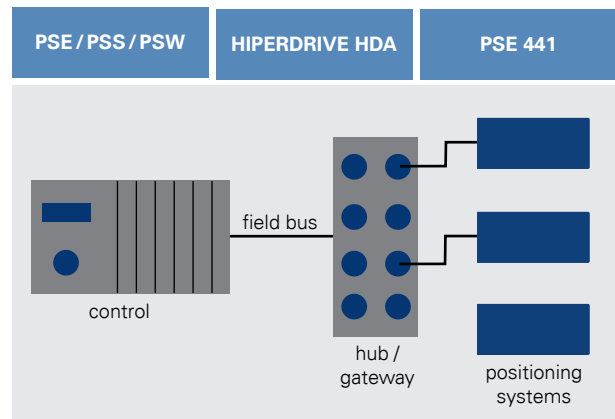 PSE / PSS / PSW
HIPERDRIVE HDA
PSE 441
field bus
control
hub /
gateway
positioning
systems